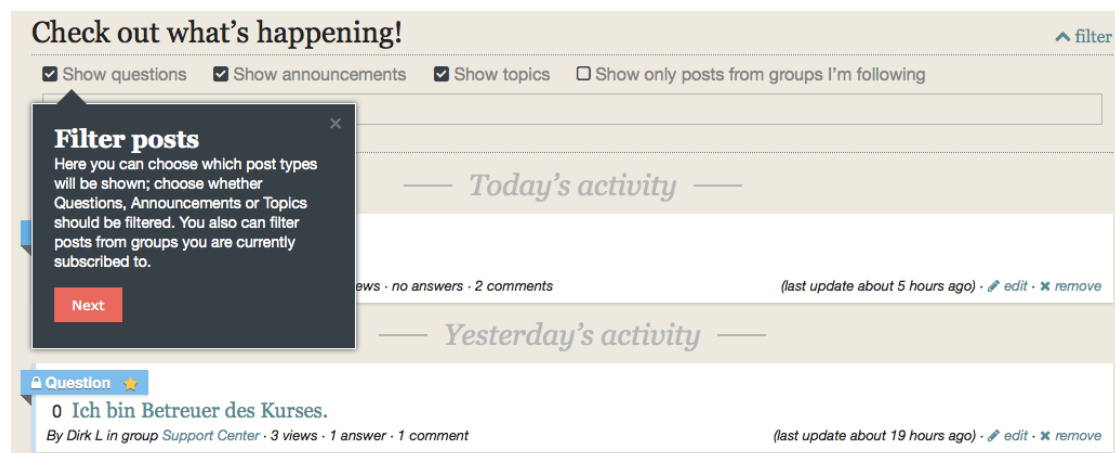 Check out what's happening!
filter
Show questions Show announcements Show topics Show only posts from groups I'm following
Filter posts
Here you can choose which post types
will be shown; choose whether
Questions, Announcements or Topics
should be filtered. You also can filter
posts from groups you are currently
subscribed to.
Next
Today's activity
· no answers · 2 comments
(last update about 5 hours ago) · edit · remove
Yesterday's activity
Question
0 Ich bin Betreuer des Kurses.
By Dirk L in group Support Center · 3 views · 1 answer · 1 comment
(last update about 19 hours ago) · edit · remove